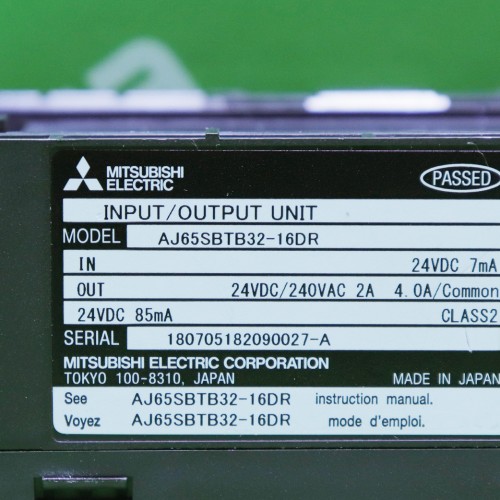 MITSUBISHI
ELECTRIC
PASSED
INPUT/OUTPUT UNIT
MODEL AJ65SBTB32-16DR
IN 24VDC 7mA
OUT 24VDC/240VAC 2A 4.0A/Common
24VDC 85mA CLASS2
SERIAL 180705182090027-A
MITSUBISHI ELECTRIC CORPORATION
TOKYO 100-8310, JAPAN MADE IN JAPAN
See AJ65SBTB32-16DR instruction manual.
Voyez AJ65SBTB32-16DR mode d'emploi.